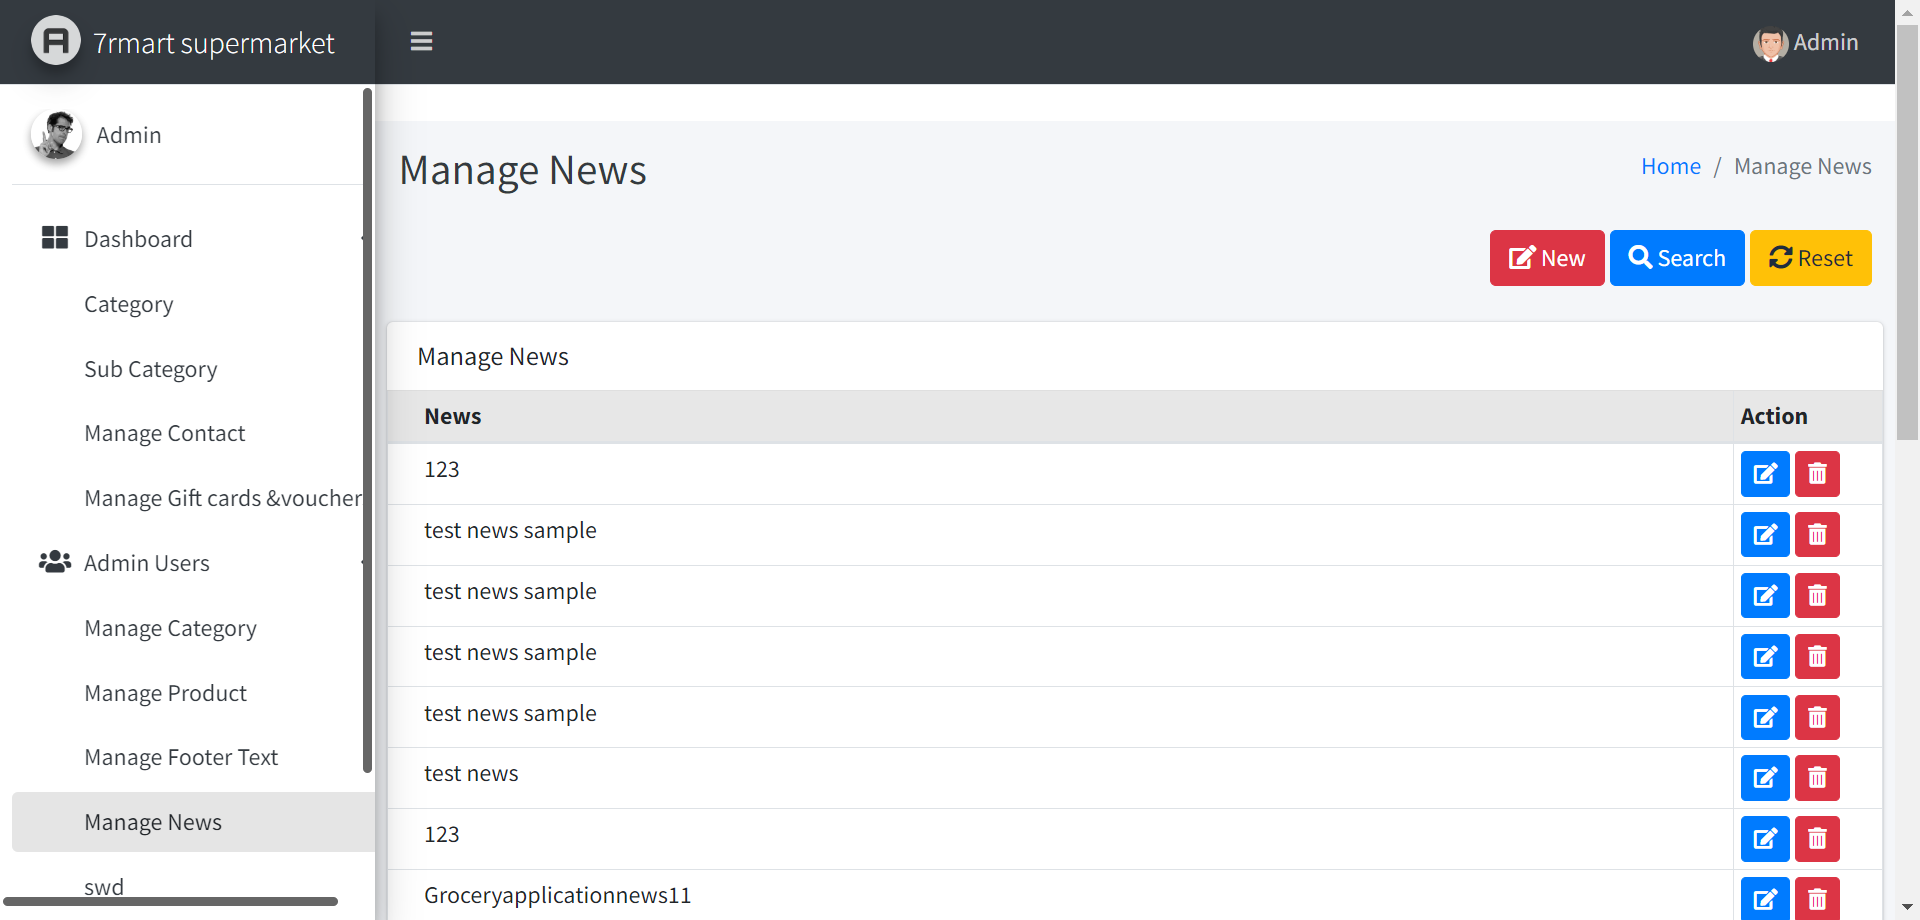 7rmart supermarket
Admin
Admin
Manage News
Home / Manage News
Dashboard
Category
Sub Category
Manage Contact
Manage Gift cards &voucher
Admin Users
Manage Category
Manage Product
Manage Footer Text
Manage News
swd
New
Search
Reset
Manage News
News
Action
123
test news sample
test news sample
test news sample
test news sample
test news
123
Groceryapplicationnews11